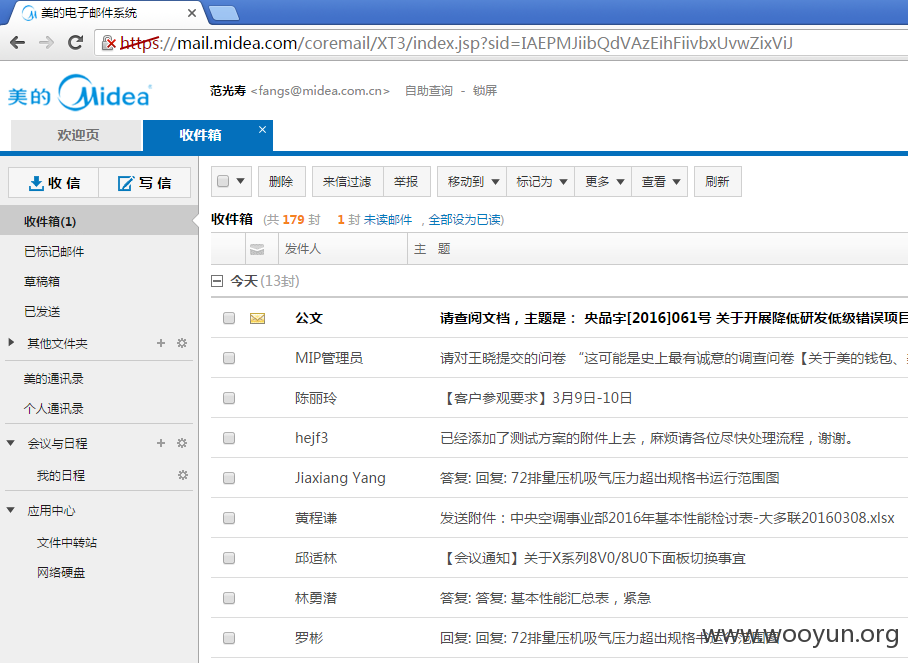 美的电子邮件系统
https://mail.midea.com/coremail/XT3/index.jsp?sid=IAEPMJiibQdVAzEihFiivbxUvwZixViJ
美的 Midea
范光寿 <fangs@midea.com.cn> 自助查询 - 锁屏
欢迎页 收件箱
收 信 写 信
删除 来信过滤 举报 移动到 标记为 更多 查看 刷新
收件箱(1)
已标记邮件
草稿箱
已发送
其他文件夹
美的通讯录
个人通讯录
会议与日程
我的日程
应用中心
文件中转站
网络硬盘
收件箱 (共 179 封 1 封 未读邮件 , 全部设为已读)
发件人 主 题
今天 (13封)
公文 请查阅文档，主题是： 央品字[2016]061号 关于开展降低研发低级错误项目
MIP管理员 请对王晓提交的问卷 “这可能是史上最有诚意的调查问卷【关于美的钱包、
陈丽玲 【客户参观要求】3月9日-10日
hejf3 已经添加了测试方案的附件上去，麻烦请各位尽快处理流程，谢谢。
Jiaxiang Yang 答复: 回复: 72排量压机吸气压力超出规格书运行范围图
黄程谦 发送附件：中央空调事业部2016年基本性能检讨表-大多联20160308.xlsx
邱适林 【会议通知】关于X系列8V0/8U0下面板切换事宜
林勇潜 答复: 答复: 基本性能汇总表，紧急
罗彬 回复: 回复: 72排量压机吸气压力超出规格书运行范围图
www.wooyun.org